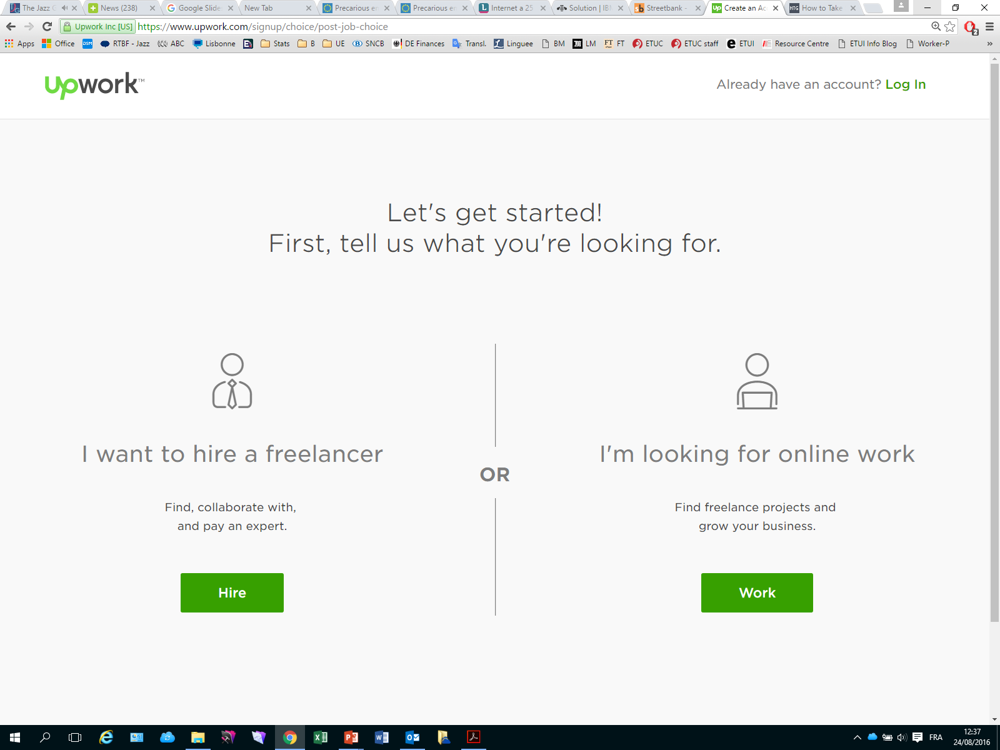 The Jazz G
News (238)
Google Slide
New Tab
Precarious en
Precarious en
Internet a 25
Solution | IB
Streetbank -
Create an Ac
How to Take
Upwork Inc [US]
https://www.upwork.com/signup/choice/post-job-choice
2
Apps
Office
RTBF - Jazz
ABC
Lisbonne
Stats
B
UE
SNCB
DE Finances
Transl.
Linguee
BM
LM
FT
ETUC
ETUC staff
ETUI
Resource Centre
ETUI Info Blog
Worker-P
»
upwork™
Already have an account? Log In
Let's get started!
First, tell us what you're looking for.
I want to hire a freelancer
Find, collaborate with,
and pay an expert.
Hire
OR
I'm looking for online work
Find freelance projects and
grow your business.
Work
FRA
12:37
24/08/2016